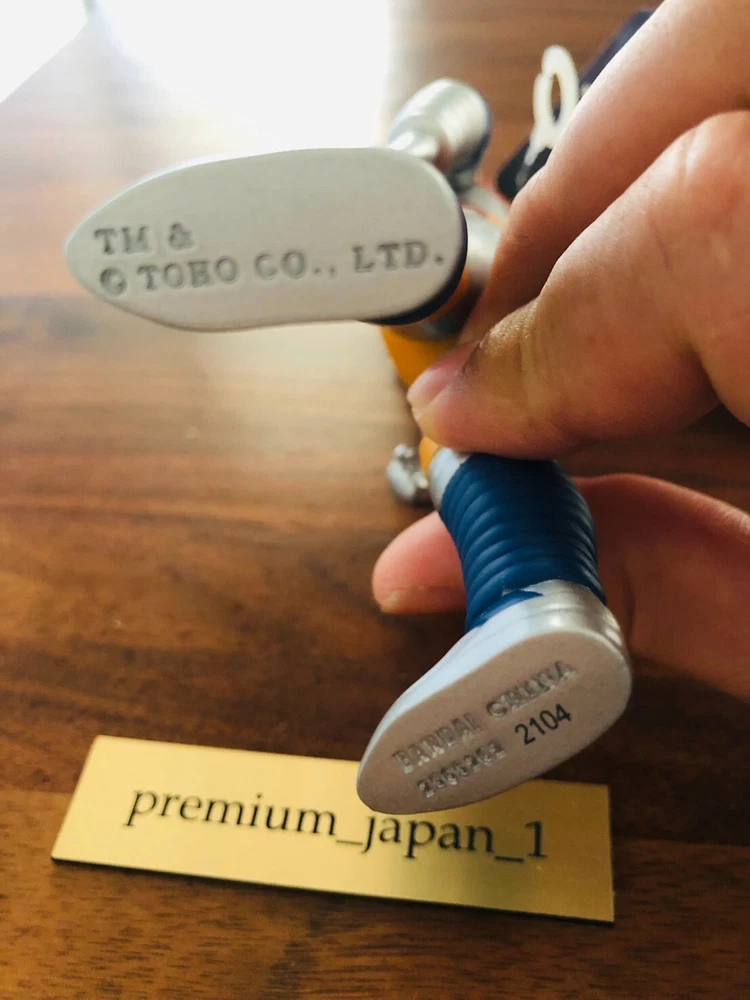 TM &
© TOHO CO., LTD.
BANDAI CHINA
2104
premium_japan_1